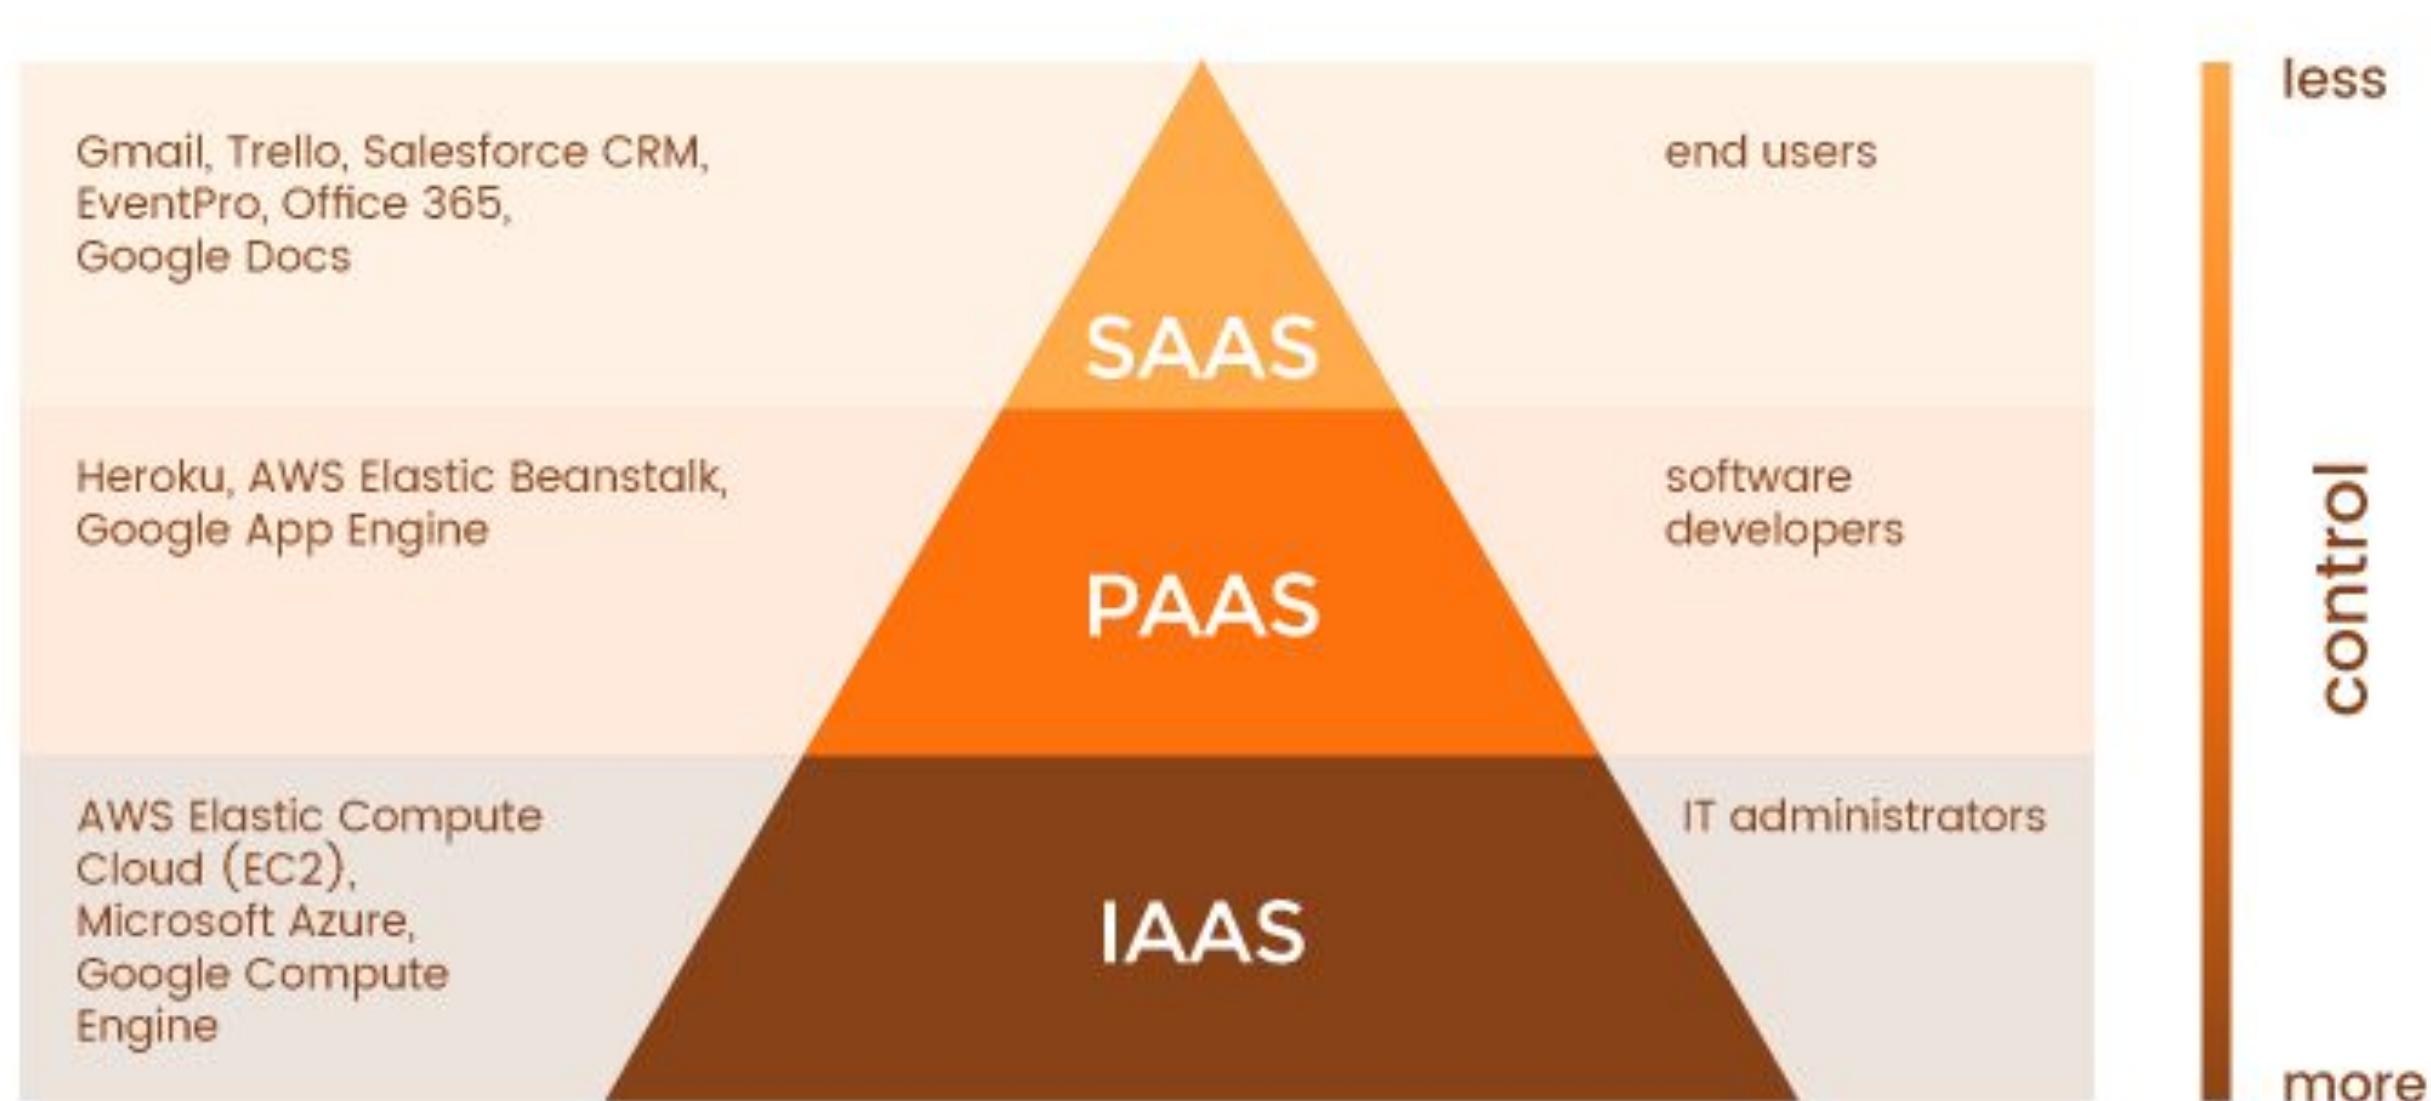 less
Gmail, Trello, Salesforce CRM,
EventPro, Office 365,
Google Docs
end users
SAAS
Heroku, AWS Elastic Beanstalk,
Google App Engine
software
developers
PAAS
control
AWS Elastic Compute
Cloud (EC2),
Microsoft Azure,
Google Compute
Engine
IT administrators
IAAS
more